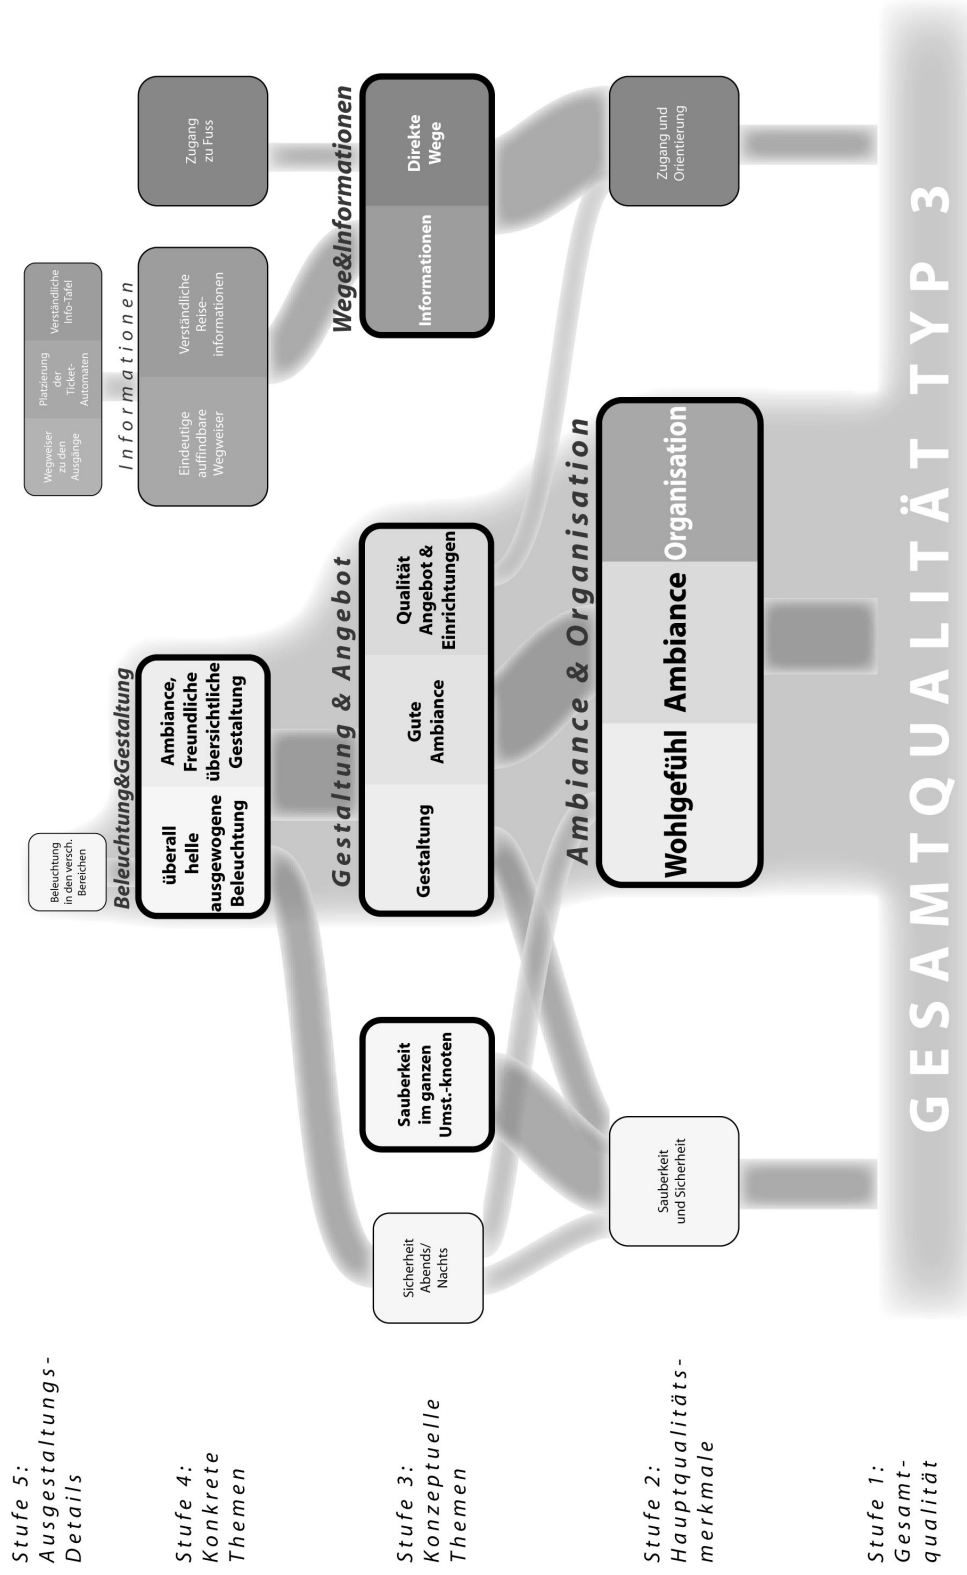 Stufe 5:
Ausgestaltungs-
Details
Beleuchtung
in den versch.
Bereichen
Wegweiser
zu den
Ausgänge
Platzierung
der
Ticket-
Automaten
Verständliche
Info-Tafel
Stufe 4:
Konkrete
Themen
Beleuchtung&Gestaltung
überall
helle
ausgewogene
Beleuchtung
Ambiance,
Freundliche
übersichtliche
Gestaltung
Informationen
Eindeutige
auffindbare
Wegweiser
Verständliche
Reise-
informationen
Zugang
zu Fuss
Stufe 3:
Konzeptuelle
Themen
Sicherheit
Abends/
Nachts
Sauberkeit
im ganzen
Umst.-knoten
Gestaltung & Angebot
Gestaltung
Gute
Ambiance
Qualität
Angebot &
Einrichtungen
Wege&Informationen
Informationen
Direkte
Wege
Stufe 2:
Hauptqualitäts-
merkmale
Sauberkeit
und Sicherheit
Ambiance & Organisation
Wohlgefühl
Ambiance
Organisation
Zugang und
Orientierung
Stufe 1:
Gesamt-
qualität
GESAMTQUALITÄT TYP 3